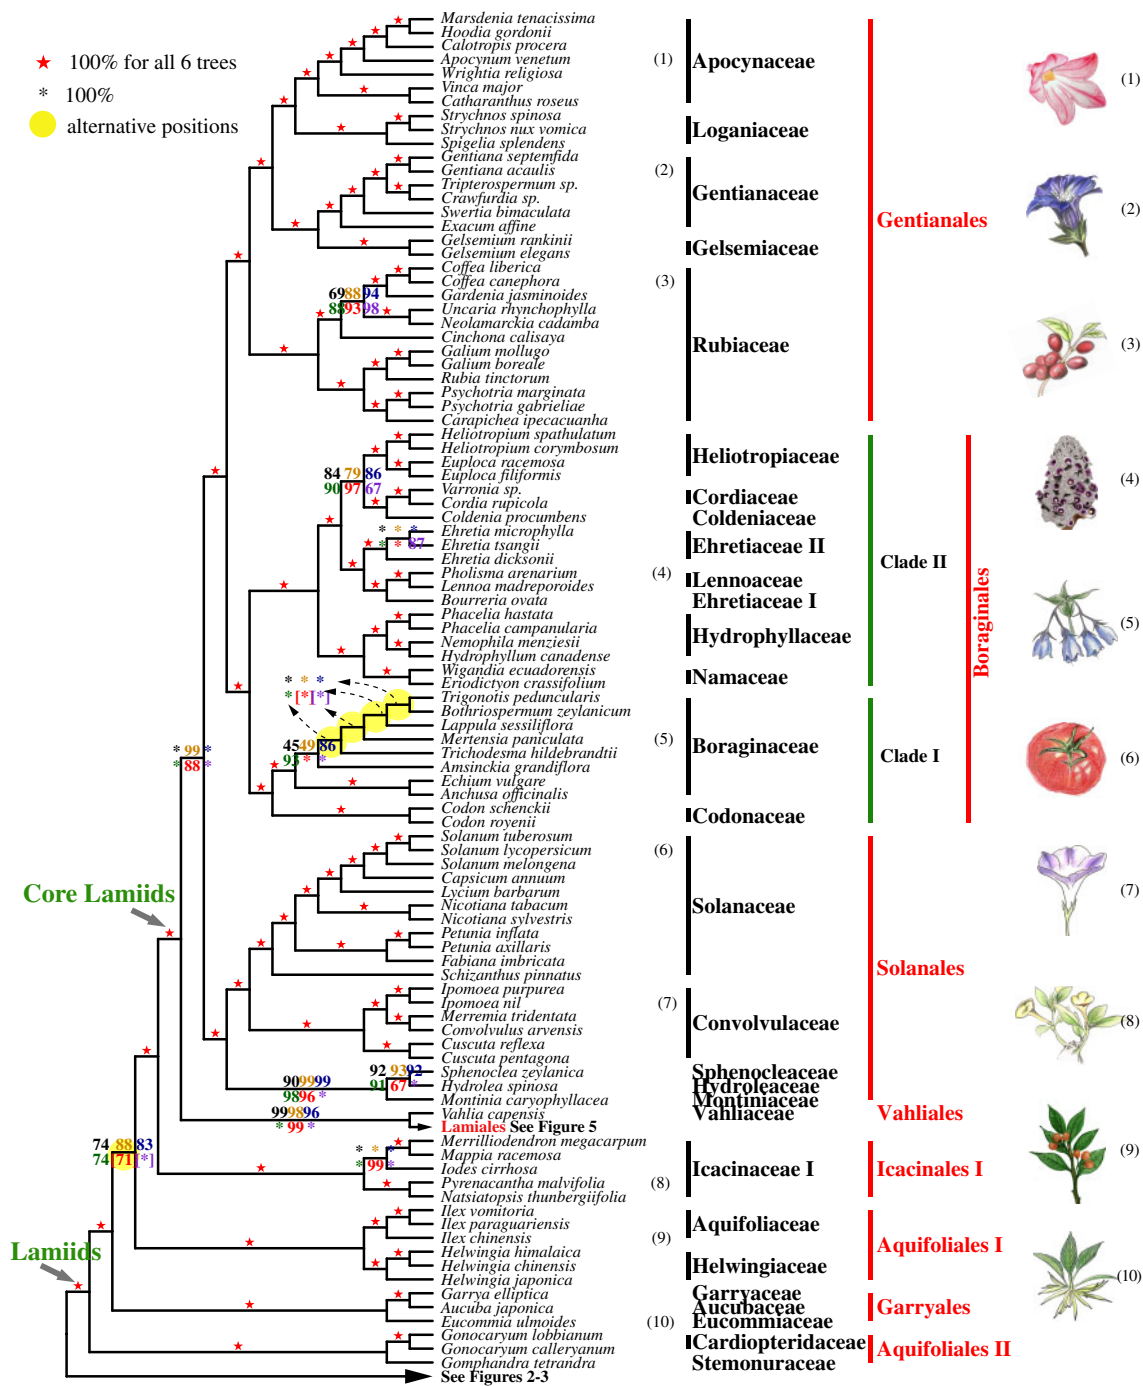 ★ 100% for all 6 trees
* 100%
alternative positions
Marsdenia tenacissima
Hoodia gordonii
Calotropis procera
Apocynum venetum
Wrightia religiosa
Vinca major
Catharanthus roseus
Strychnos spinosa
Strychnos nux vomica
Spigelia splendens
Gentiana septemfida
Gentiana acaulis
Tripterospermum sp.
Crawfurdia sp.
Swertia bimaculata
Exacum affine
Gelsemium rankinii
Gelsemium elegans
Coffea liberica
Coffea canephora
Gardenia jasminoides
Uncaria rhynchophylla
Neolamarckia cadamba
Cinchona calisaya
Galium mollugo
Galium boreale
Rubia tinctorum
Psychotria marginata
Psychotria gabrieliae
Carapichea ipecacuanha
Heliotropium spathulatum
Heliotropium corymbosum
Euploca racemosa
Euploca filiformis
Varronia sp.
Cordia rupicola
Coldenia procumbens
Ehretia microphylla
Ehretia tsangii
Ehretia dicksonii
Pholisma arenarium
Lennoa madreporoides
Bourreria ovata
Phacelia hastata
Phacelia campanularia
Nemophila menziesii
Hydrophyllum canadense
Wigandia ecuadorensis
Eriodictyon crassifolium
Trigonotis peduncularis
Bothriospermum zeylanicum
Lappula sessiliflora
Mertensia paniculata
Trichodesma hildebrandtii
Amsinckia grandiflora
Echium vulgare
Anchusa officinalis
Codon schenckii
Codon royenii
Solanum tuberosum
Solanum lycopersicum
Solanum melongena
Capsicum annuum
Lycium barbarum
Nicotiana tabacum
Nicotiana sylvestris
Petunia inflata
Petunia axillaris
Fabiana imbricata
Schizanthus pinnatus
Ipomoea purpurea
Ipomoea nil
Merremia tridentata
Convolvulus arvensis
Cuscuta reflexa
Cuscuta pentagona
Sphenoclea zeylanica
Hydrolea spinosa
Montinia caryophyllacea
Vahlia capensis
Lamiales See Figure 5
Merrilliodendron megacarpum
Mappia racemosa
Iodes cirrhosa
Pyrenacantha malvifolia
Natsiatopsis thunbergiifolia
Ilex vomitoria
Ilex paraguariensis
Ilex chinensis
Helwingia himalaica
Helwingia chinensis
Helwingia japonica
Garrya elliptica
Aucuba japonica
Eucommia ulmoides
Gonocaryum lobbianum
Gonocaryum calleryanum
Gomphandra tetrandra
See Figures 2-3
69 88 94
88 93 98
84 79 86
90 97 67
* * *
* * 87
* * *
* [*] [*]
45 49 86
95 * *
* 99 *
* 88 *
92 93 92
91 67 *
90 99 99
98 96 *
99 98 96
* 99 *
* * *
* 99 *
74 88 83
74 [71] [*]
Core Lamiids
Lamiids
(1)
(2)
(3)
(4)
(5)
(6)
(7)
(8)
(9)
(10)
Apocynaceae
Loganiaceae
Gentianaceae
Gelsemiaceae
Rubiaceae
Heliotropiaceae
Cordiaceae
Coldeniaceae
Ehretiaceae II
Lennoaceae
Ehretiaceae I
Hydrophyllaceae
Namaceae
Boraginaceae
Codonaceae
Solanaceae
Convolvulaceae
Sphenocleaceae
Hydroleaceae
Montiniaceae
Vahliaceae
Icacinaceae I
Aquifoliaceae
Helwingiaceae
Garryaceae
Aucubaceae
Eucommiaceae
Cardiopteridaceae
Stemonuraceae
Gentianales
Clade II
Clade I
Boraginales
Solanales
Vahliales
Icacinales I
Aquifoliales I
Garryales
Aquifoliales II
(1)
(2)
(3)
(4)
(5)
(6)
(7)
(8)
(9)
(10)